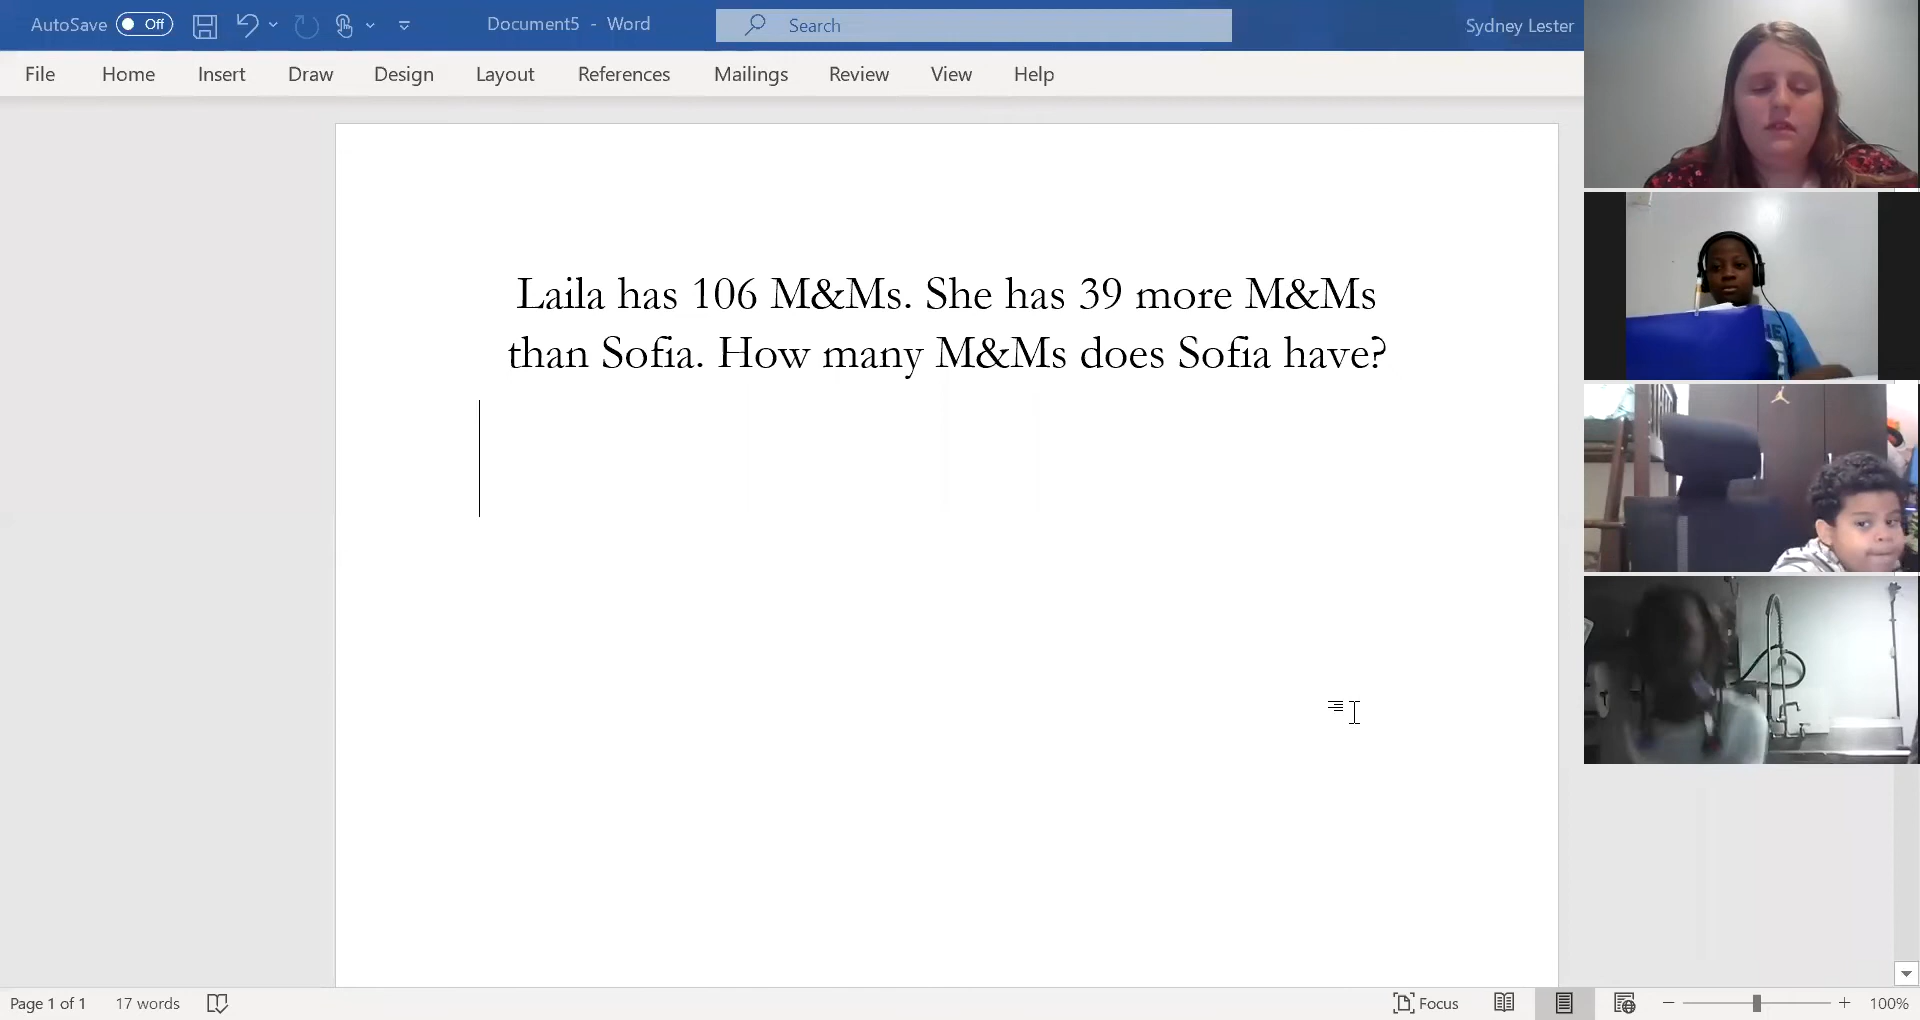 AutoSave Off Document5 - Word Search Sydney Lester
File Home Insert Draw Design Layout References Mailings Review View Help
Laila has 106 M&Ms. She has 39 more M&Ms
than Sofia. How many M&Ms does Sofia have?
Page 1 of 1 17 words Focus 100%